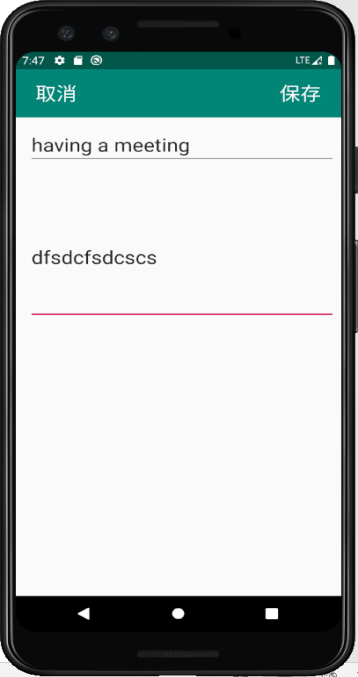 7:47 LTE
取消 保存
having a meeting
dfsdcfsdcscs